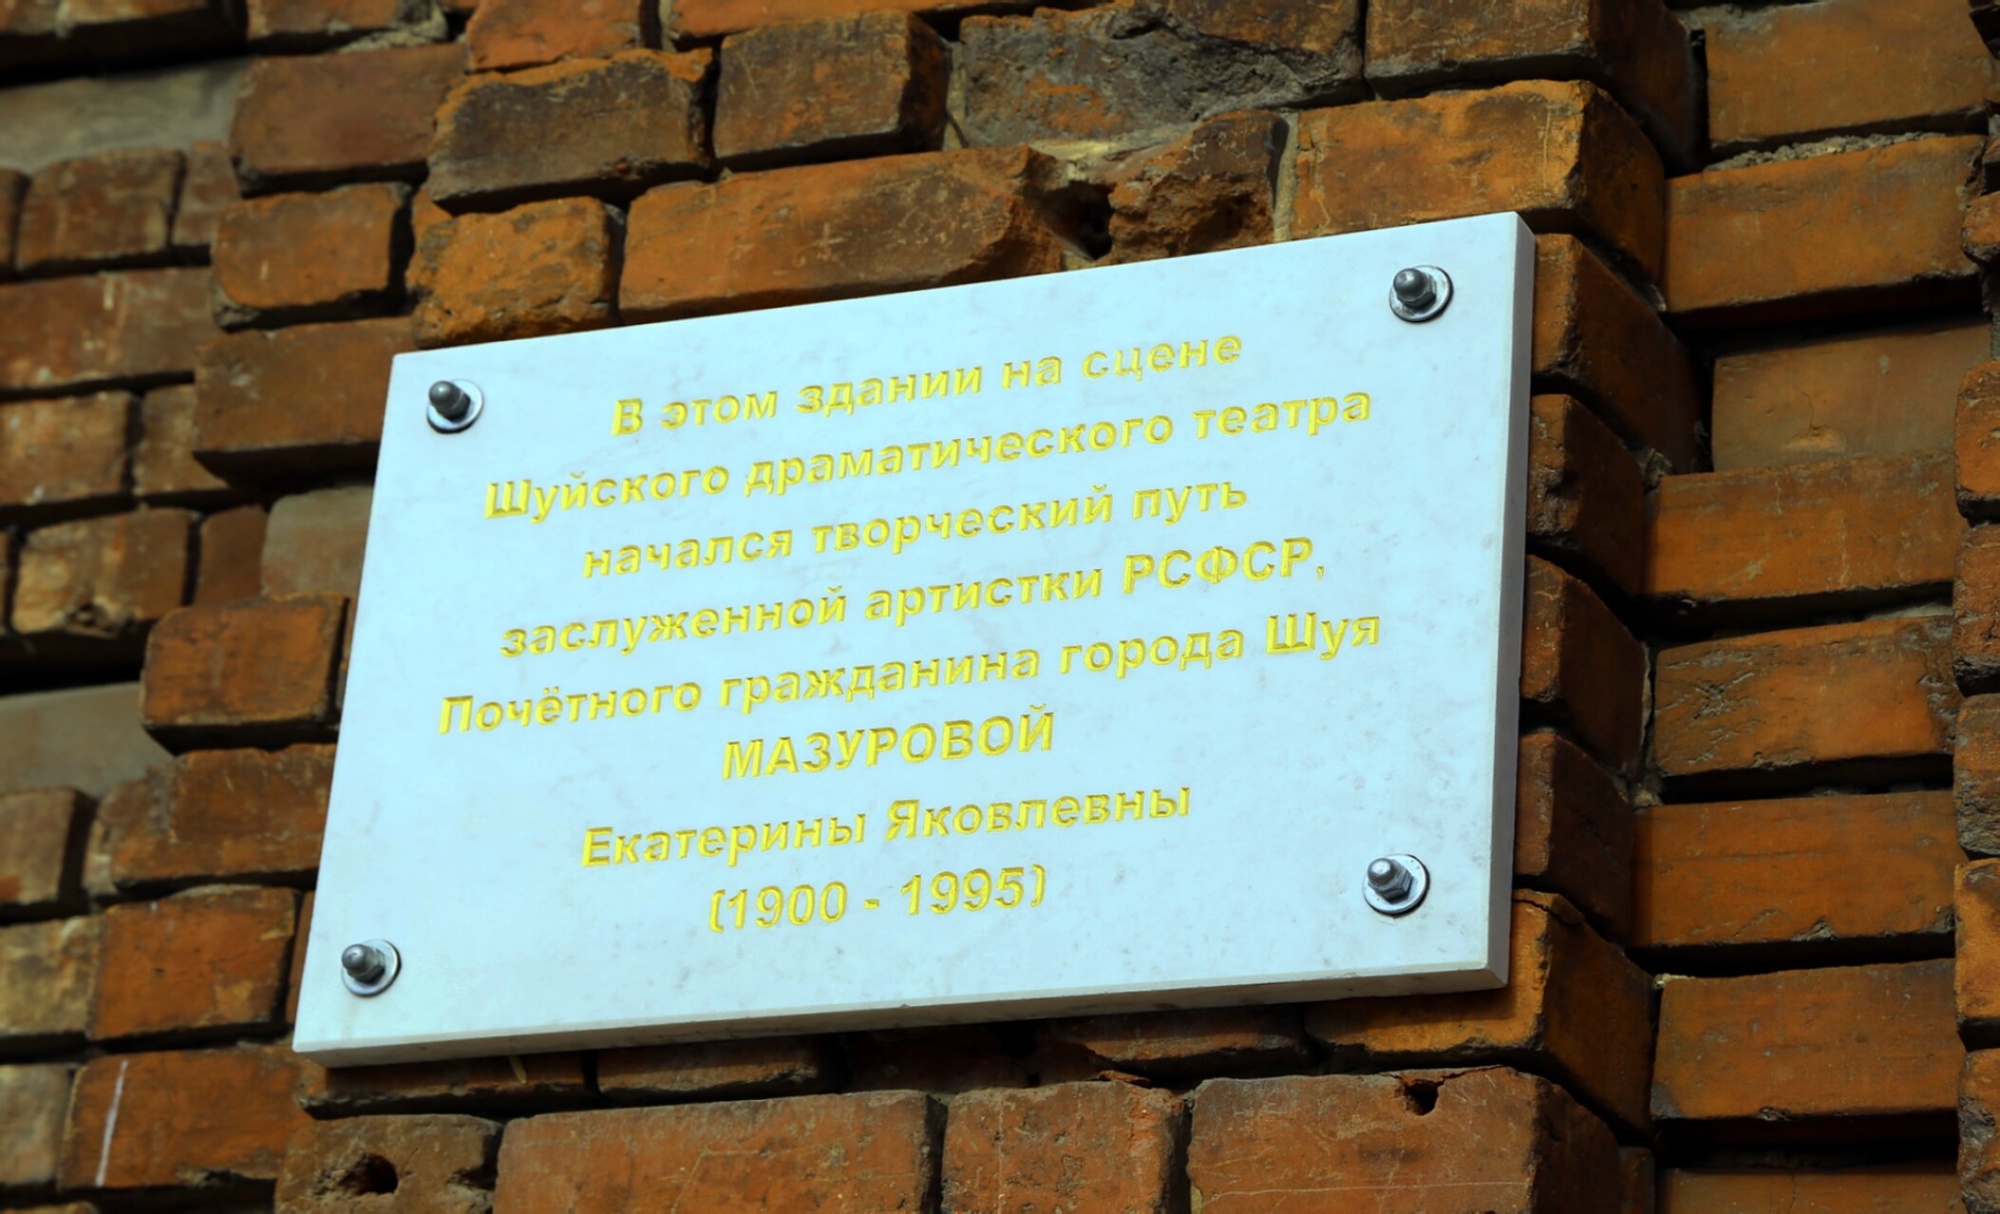 В этом здании на сцене
Шуйского драматического театра
начался творческий путь
заслуженной артистки РСФСР,
Почётного гражданина города Шуя
МАЗУРОВОЙ
Екатерины Яковлевны
(1900 - 1995)